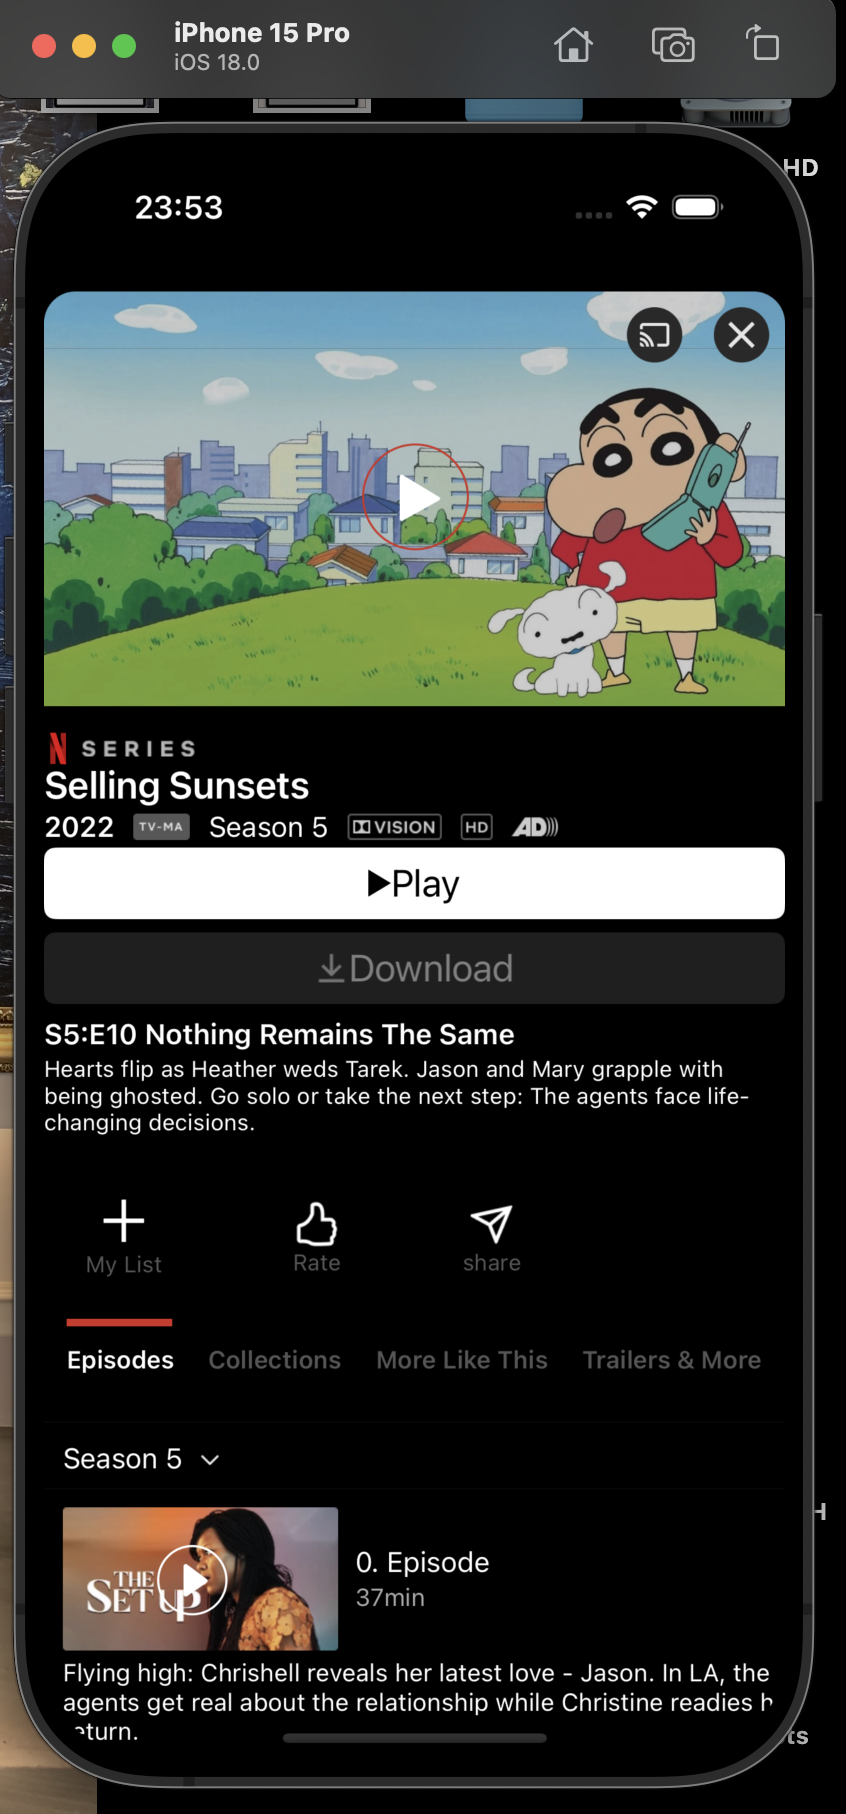 iPhone 15 Pro
iOS 18.0
HD
23:53
N SERIES
Selling Sunsets
2022 TV-MA Season 5 VISION HD AD
Play
Download
S5:E10 Nothing Remains The Same
Hearts flip as Heather weds Tarek. Jason and Mary grapple with
being ghosted. Go solo or take the next step: The agents face life-
changing decisions.
My List Rate share
Episodes Collections More Like This Trailers & More
Season 5
THE
SET UP
0. Episode
37min
Flying high: Chrishell reveals her latest love - Jason. In LA, the
agents get real about the relationship while Christine readies h
eturn.